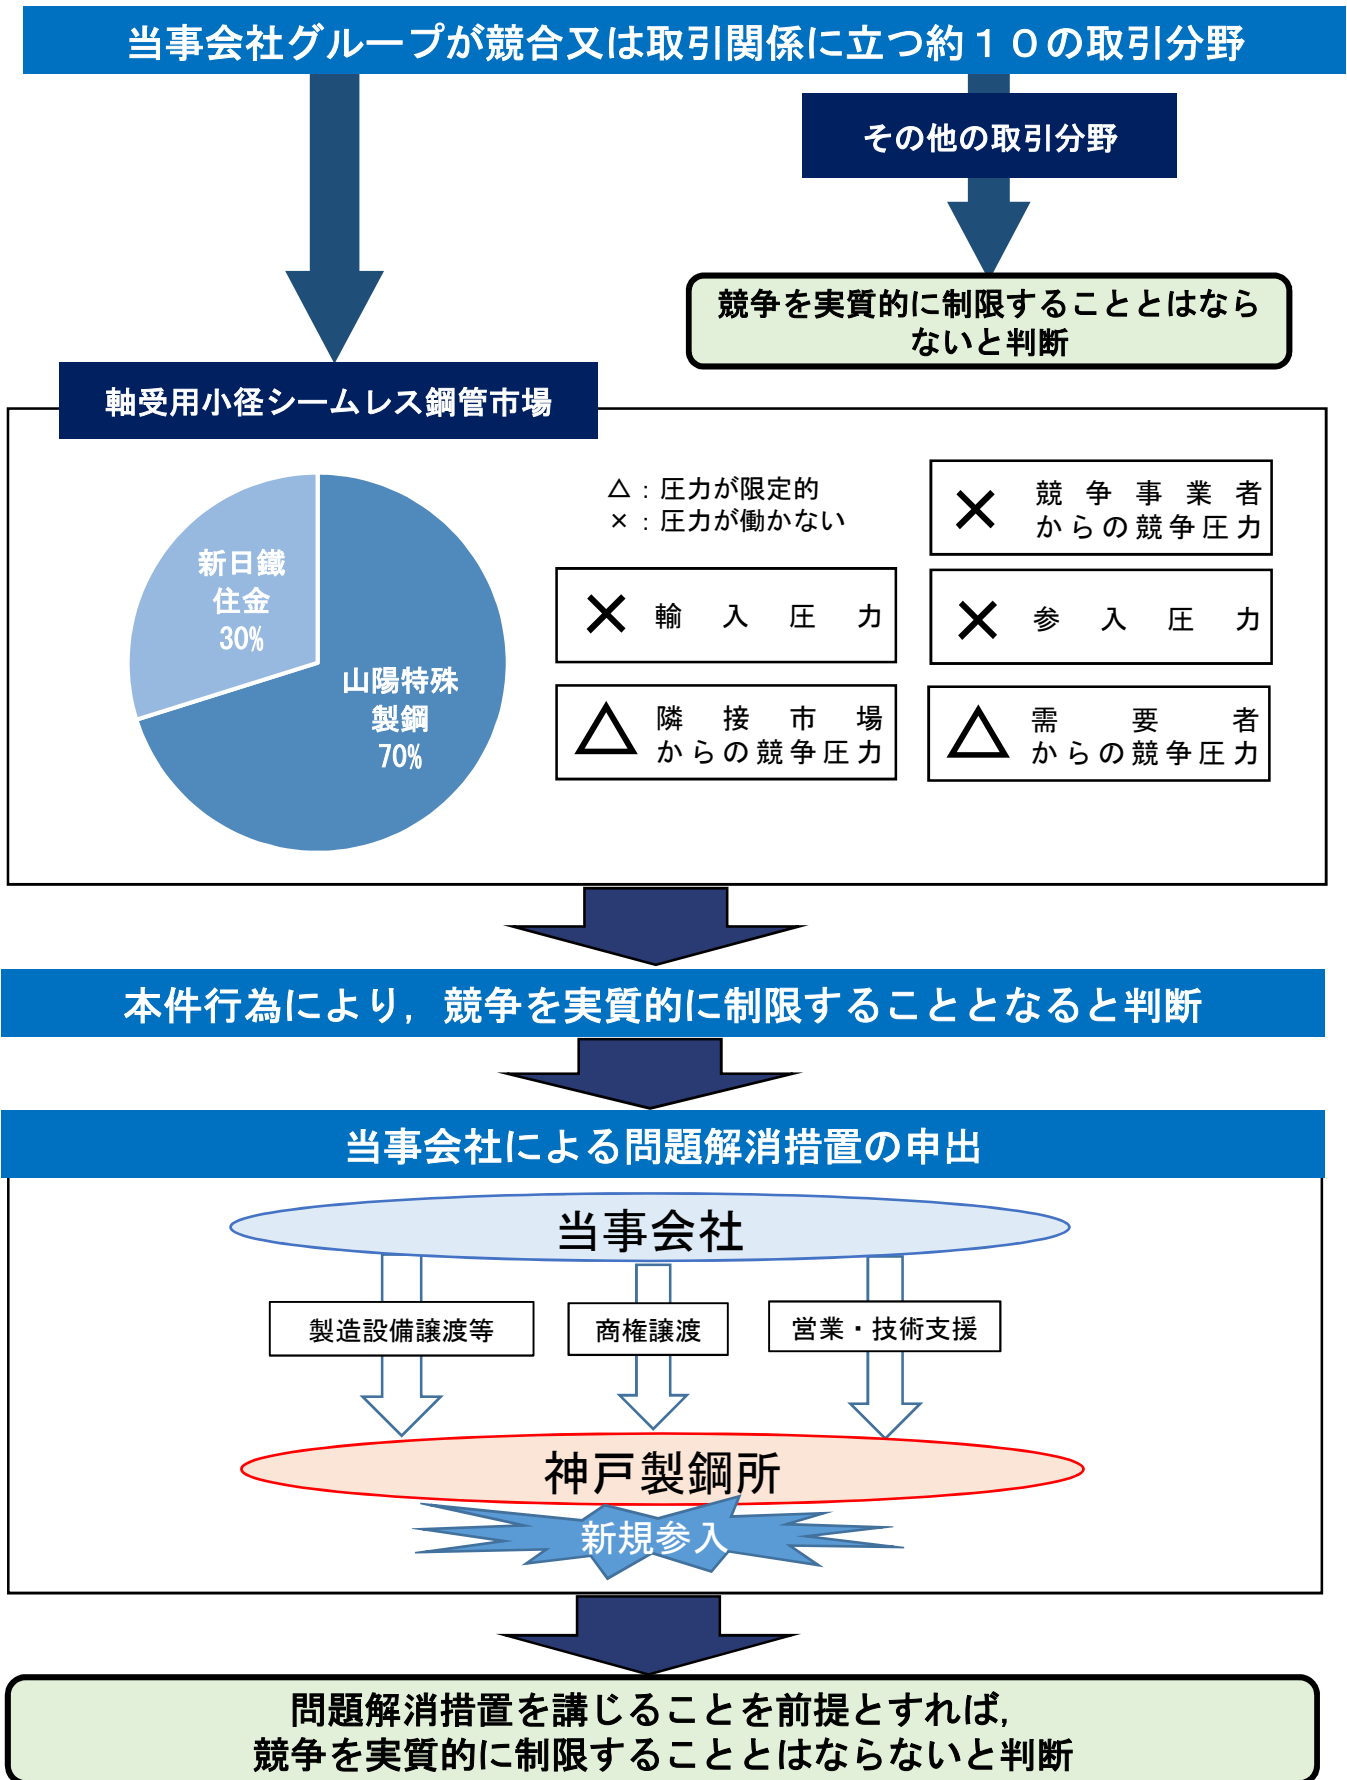 当事会社グループが競合又は取引関係に立つ約１０の取引分野
その他の取引分野
競争を実質的に制限することとはなら
ないと判断
軸受用小径シームレス鋼管市場
新日鐵
住金
30%
山陽特殊
製鋼
70%
△：圧力が限定的
×：圧力が働かない
× 競争事業者
からの競争圧力
× 輸入圧力
× 参入圧力
△ 隣接市場
からの競争圧力
△ 需要者
からの競争圧力
本件行為により，競争を実質的に制限することとなると判断
当事会社による問題解消措置の申出
当事会社
製造設備譲渡等
商権譲渡
営業・技術支援
神戸製鋼所
新規参入
問題解消措置を講じることを前提とすれば，
競争を実質的に制限することとはならないと判断